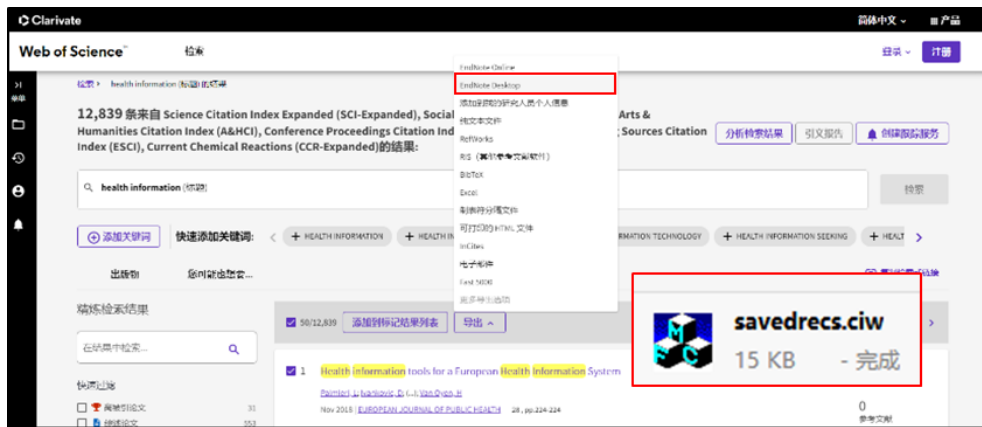 Clarivate
简体中文
产品
Web of Science™
检索
登录
注册
菜单
检索 > health information (标题) 的结果
12,839 条来自 Science Citation Index Expanded (SCI-Expanded), Social
Arts &
Humanities Citation Index (A&HCI), Conference Proceedings Citation Ind
Sources Citation
Index (ESCI), Current Chemical Reactions (CCR-Expanded)的结果:
分析检索结果
引文报告
创建跟踪服务
health information (标题)
检索
添加关键词
快速添加关键词:
+ HEALTH INFORMATION
+ HEALTH IN
RMATION TECHNOLOGY
+ HEALTH INFORMATION SEEKING
+ HEALT
EndNote Online
EndNote Desktop
添加到我的研究人员个人信息
纯文本文件
RefWorks
RIS（其他参考文献软件）
BibTeX
Excel
制表符分隔文件
可打印的 HTML 文件
InCites
电子邮件
Fast 5000
更多导出选项
出版物
您可能也想要...
精炼检索结果
在结果中检索...
快速过滤
高被引论文
31
综述论文
353
50/12,839
添加到标记结果列表
导出
1
Health information tools for a European Health Information System
Palmieri, L; Ivankovic, D; (...); Van Oyen, H
Nov 2018 | EUROPEAN JOURNAL OF PUBLIC HEALTH 28, pp.224-224
0
参考文献
savedrecs.ciw
15 KB - 完成